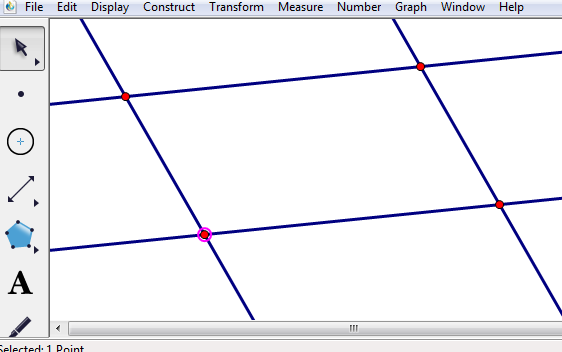 File Edit Display Construct Transform Measure Number Graph Window Help
A
Selected: 1 Point